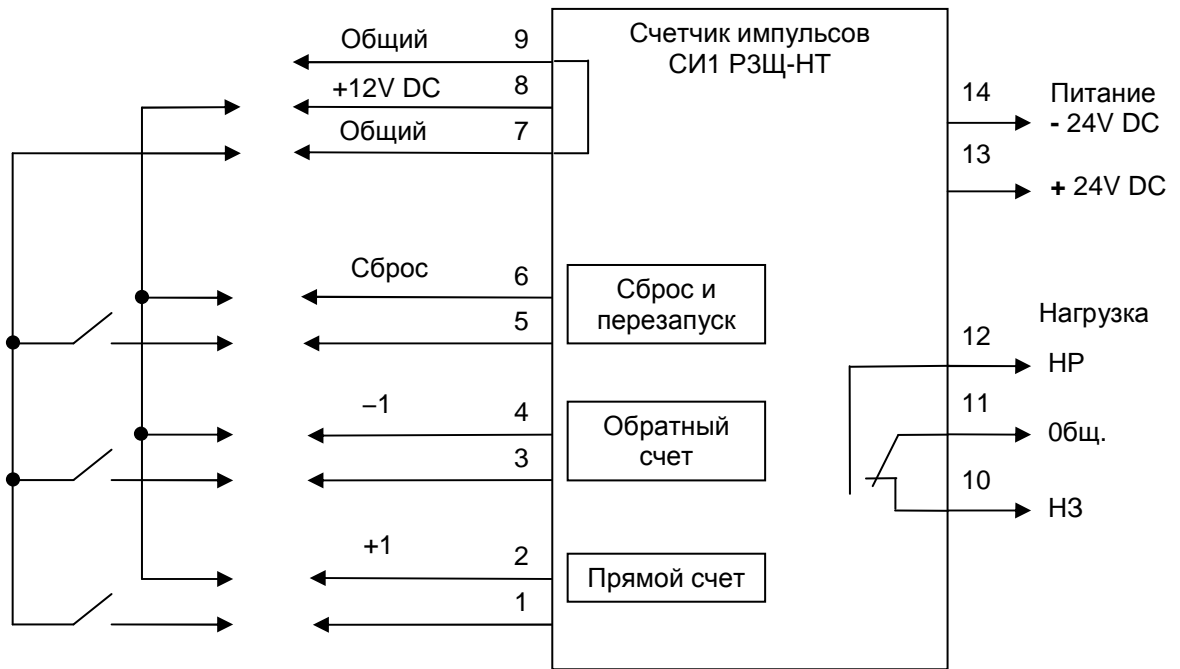 Счетчик импульсов
СИ1 РЗЩ-НТ
Общий 9
+12V DC 8
Общий 7
14 Питание
- 24V DC
13
+ 24V DC
Сброс 6
5
Сброс и
перезапуск
Нагрузка
12
НР
11
0бщ.
10
НЗ
–1 4
3
Обратный
счет
+1 2
1
Прямой счет